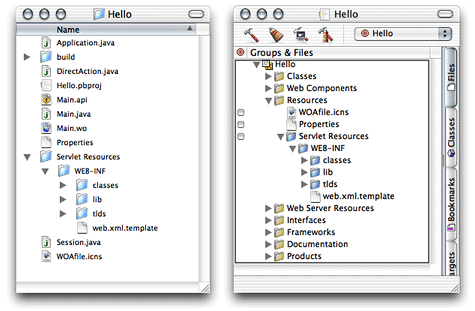 Hello
Name
Application.java
build
DirectAction.java
Hello.pbproj
Main.api
Main.java
Main.wo
Properties
Servlet Resources
WEB-INF
classes
lib
tlds
web.xml.template
Session.java
WOAfile.icns
Hello
Hello
Groups & Files
Hello
Classes
Web Components
Resources
WOAfile.icns
Properties
Servlet Resources
WEB-INF
classes
lib
tlds
web.xml.template
Web Server Resources
Interfaces
Frameworks
Documentation
Products
Files
Classes
Bookmarks
argets